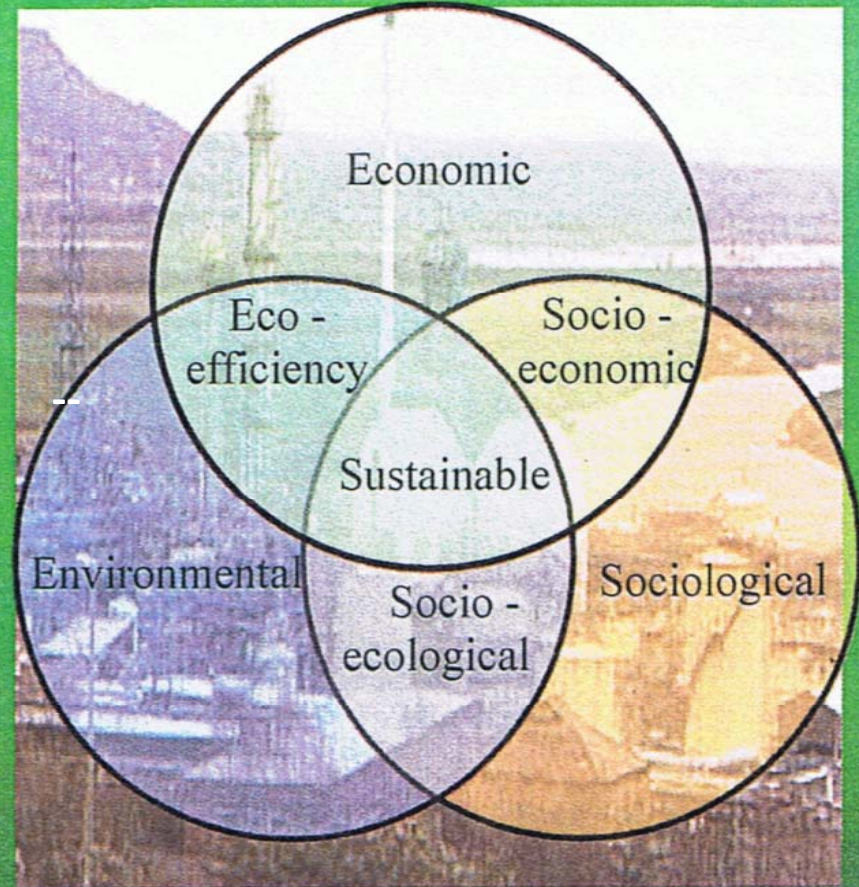 Economic
Eco -
efficiency
Socio -
economic
Sustainable
Environmental
Sociological
Socio -
ecological